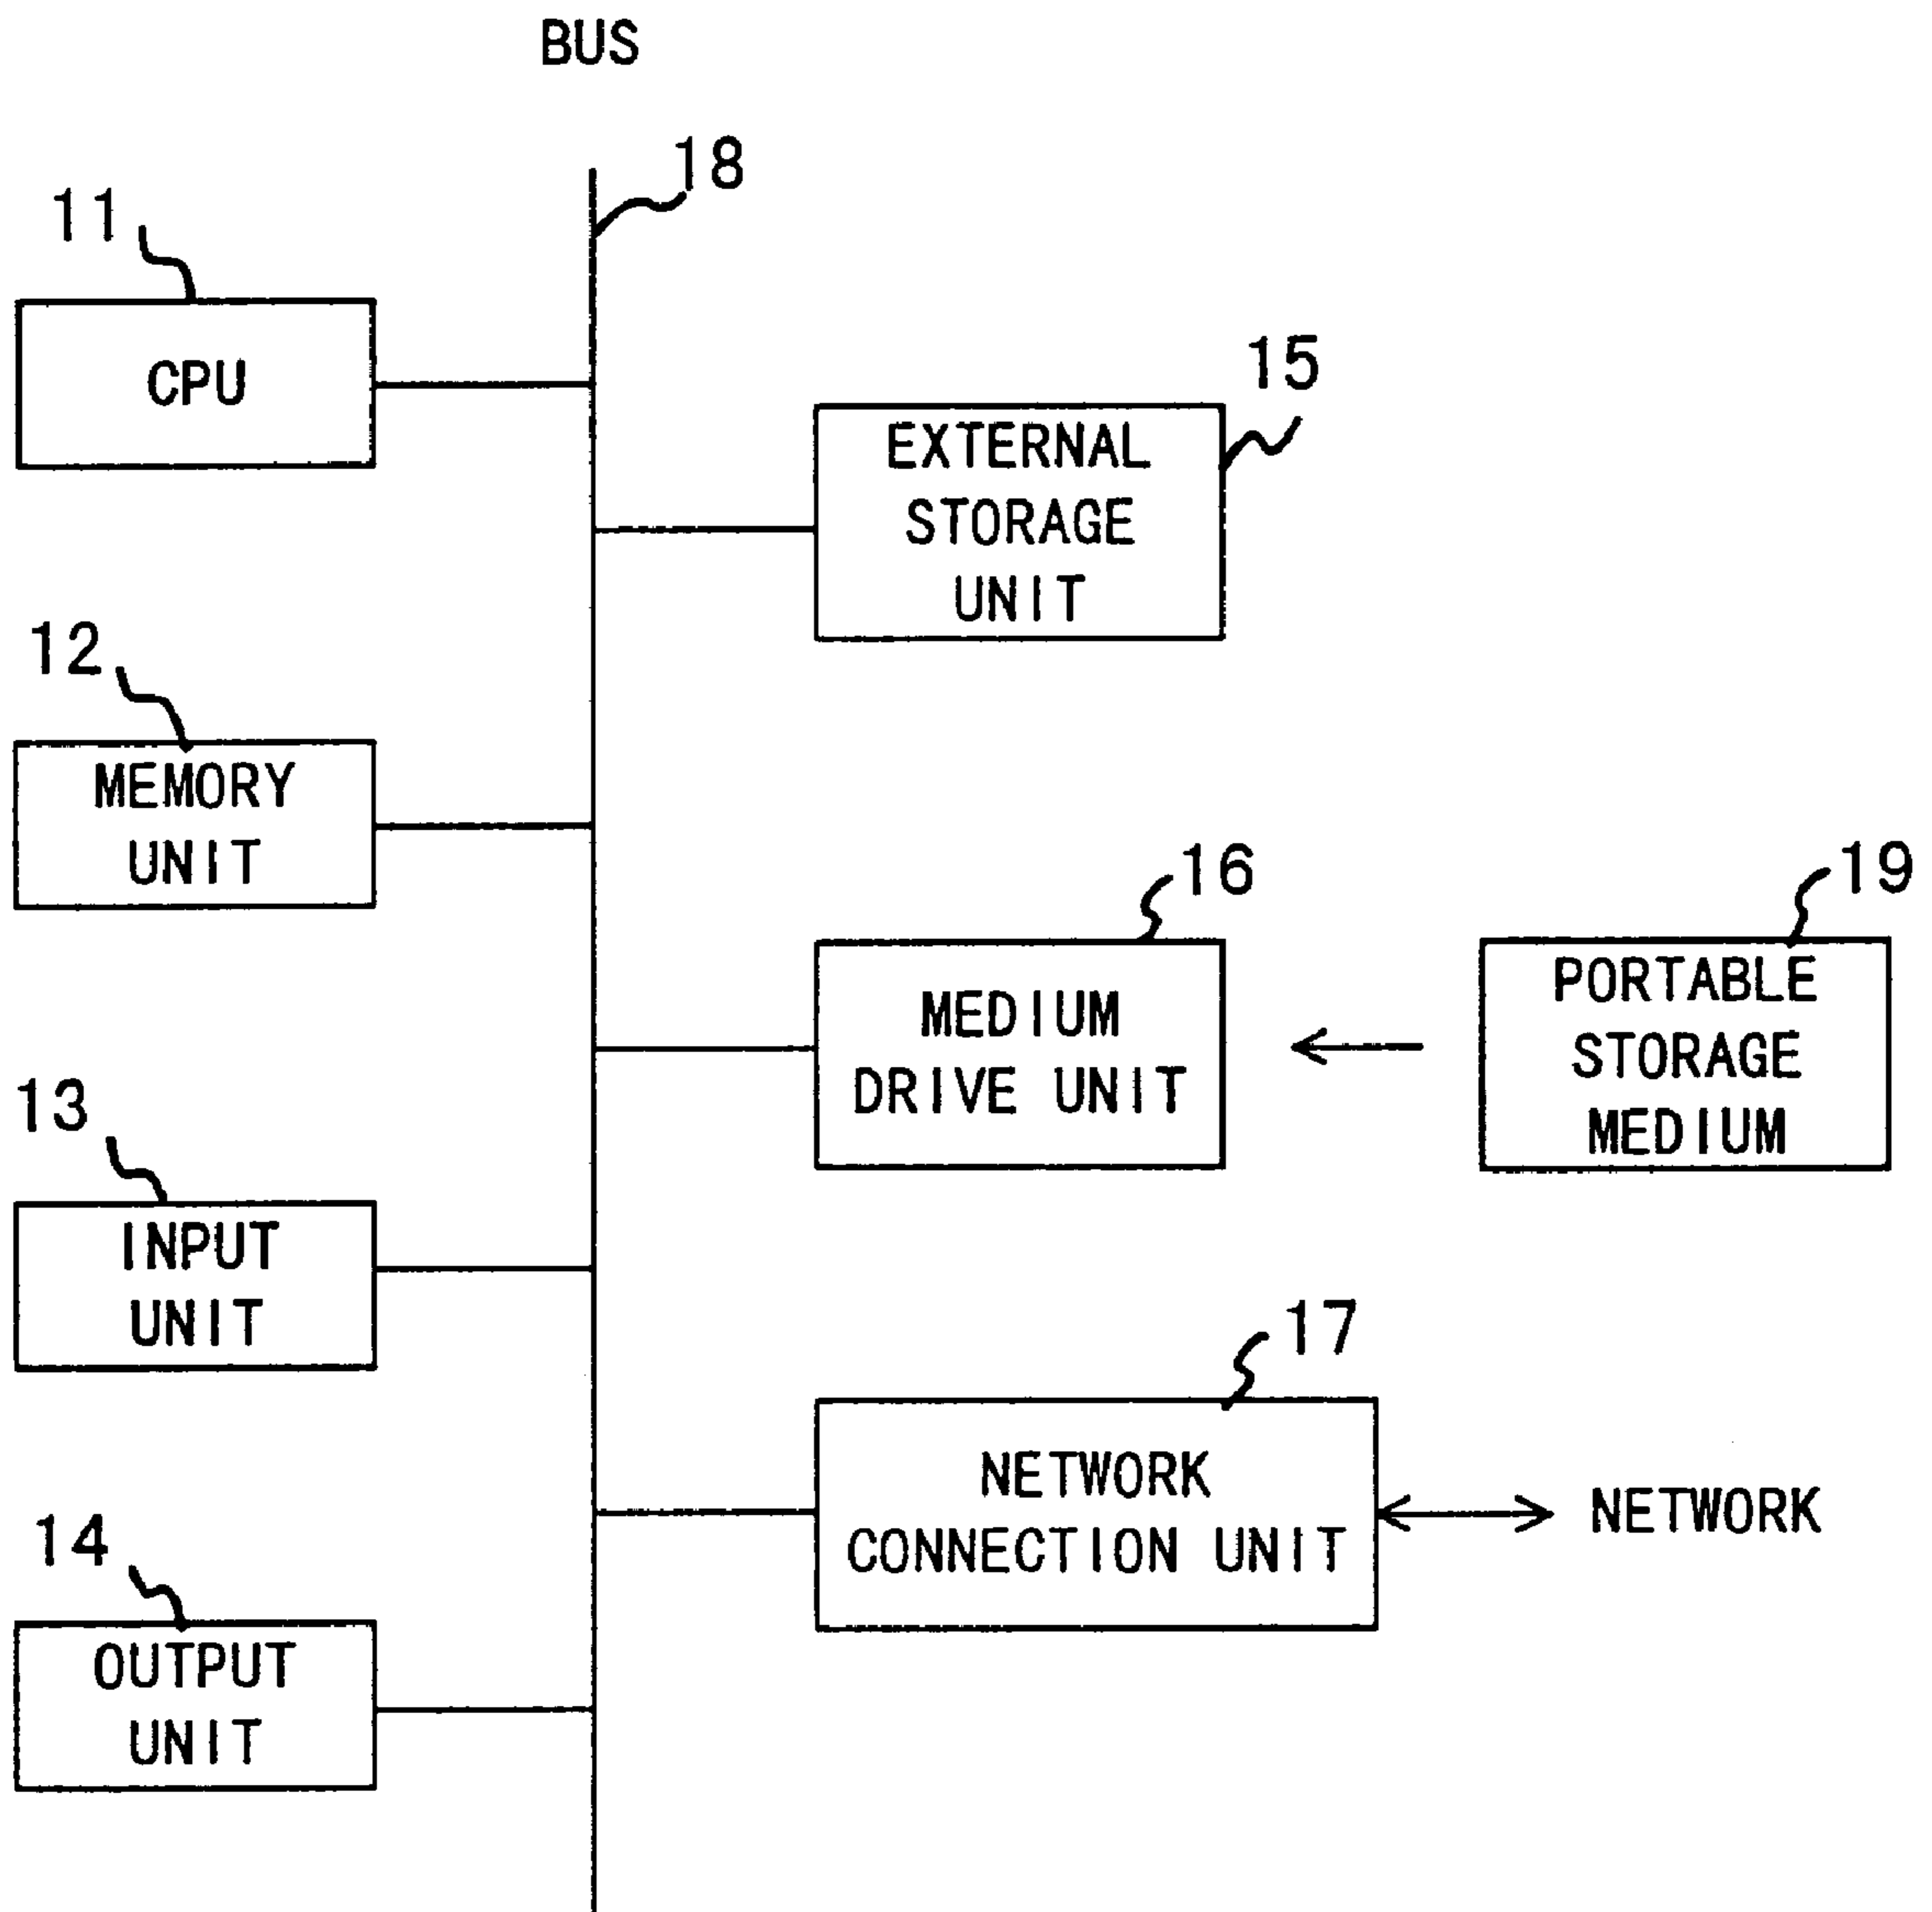 BUS
18
11
CPU
15
EXTERNAL
STORAGE
UNIT
12
MEMORY
UNIT
16
MEDIUM
DRIVE UNIT
19
PORTABLE
STORAGE
MEDIUM
13
INPUT
UNIT
17
NETWORK
CONNECTION UNIT
NETWORK
14
OUTPUT
UNIT